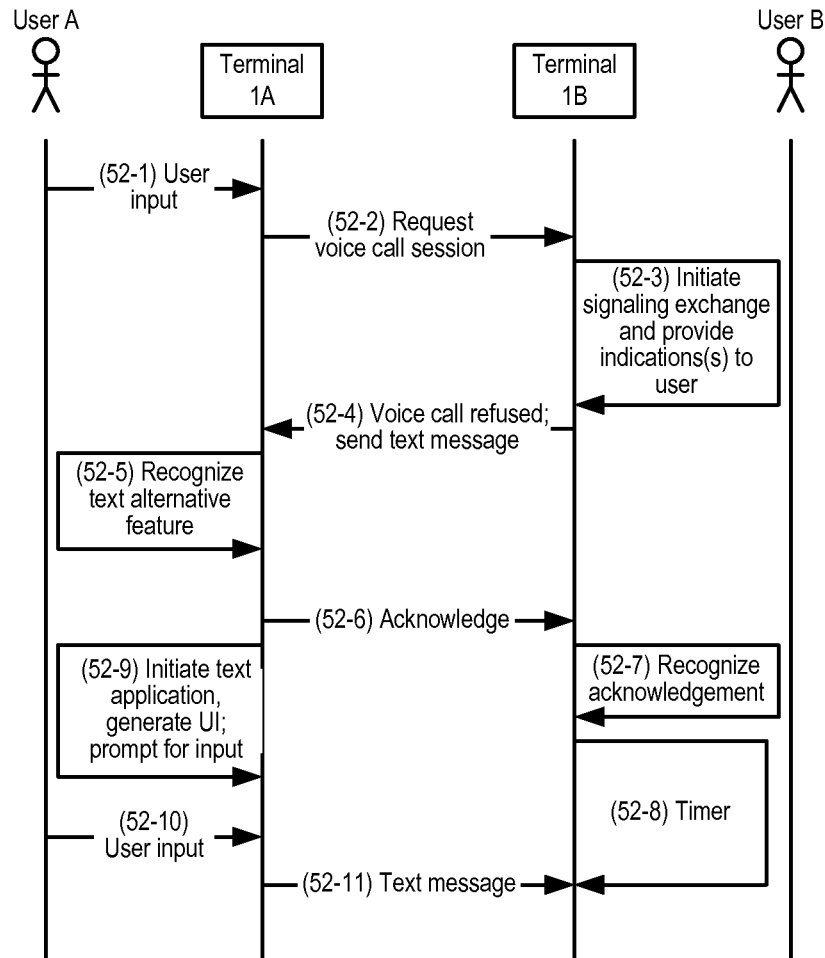 User A
User B
Terminal
1A
Terminal
1B
(52-1) User
input
(52-2) Request
voice call session
(52-3) Initiate
signaling exchange
and provide
indications(s) to
user
(52-4) Voice call refused;
send text message
(52-5) Recognize
text alternative
feature
(52-6) Acknowledge
(52-9) Initiate text
application,
generate UI;
prompt for input
(52-7) Recognize
acknowledgement
(52-8) Timer
(52-10)
User input
(52-11) Text message